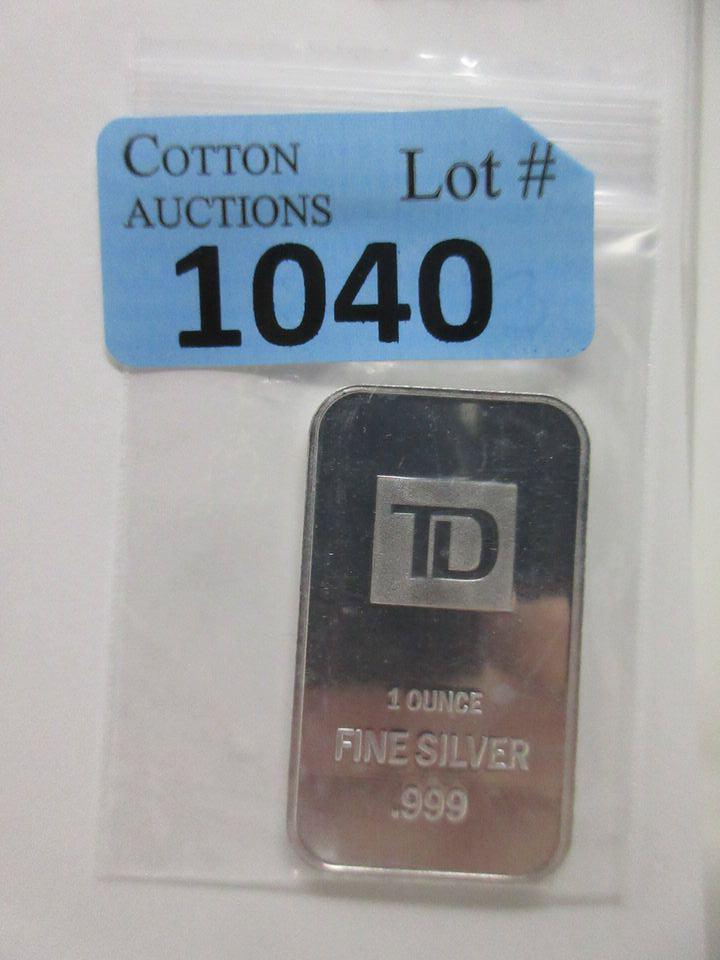 COTTON
AUCTIONS
Lot #
1040
TD
1 OUNCE
FINE SILVER
.999